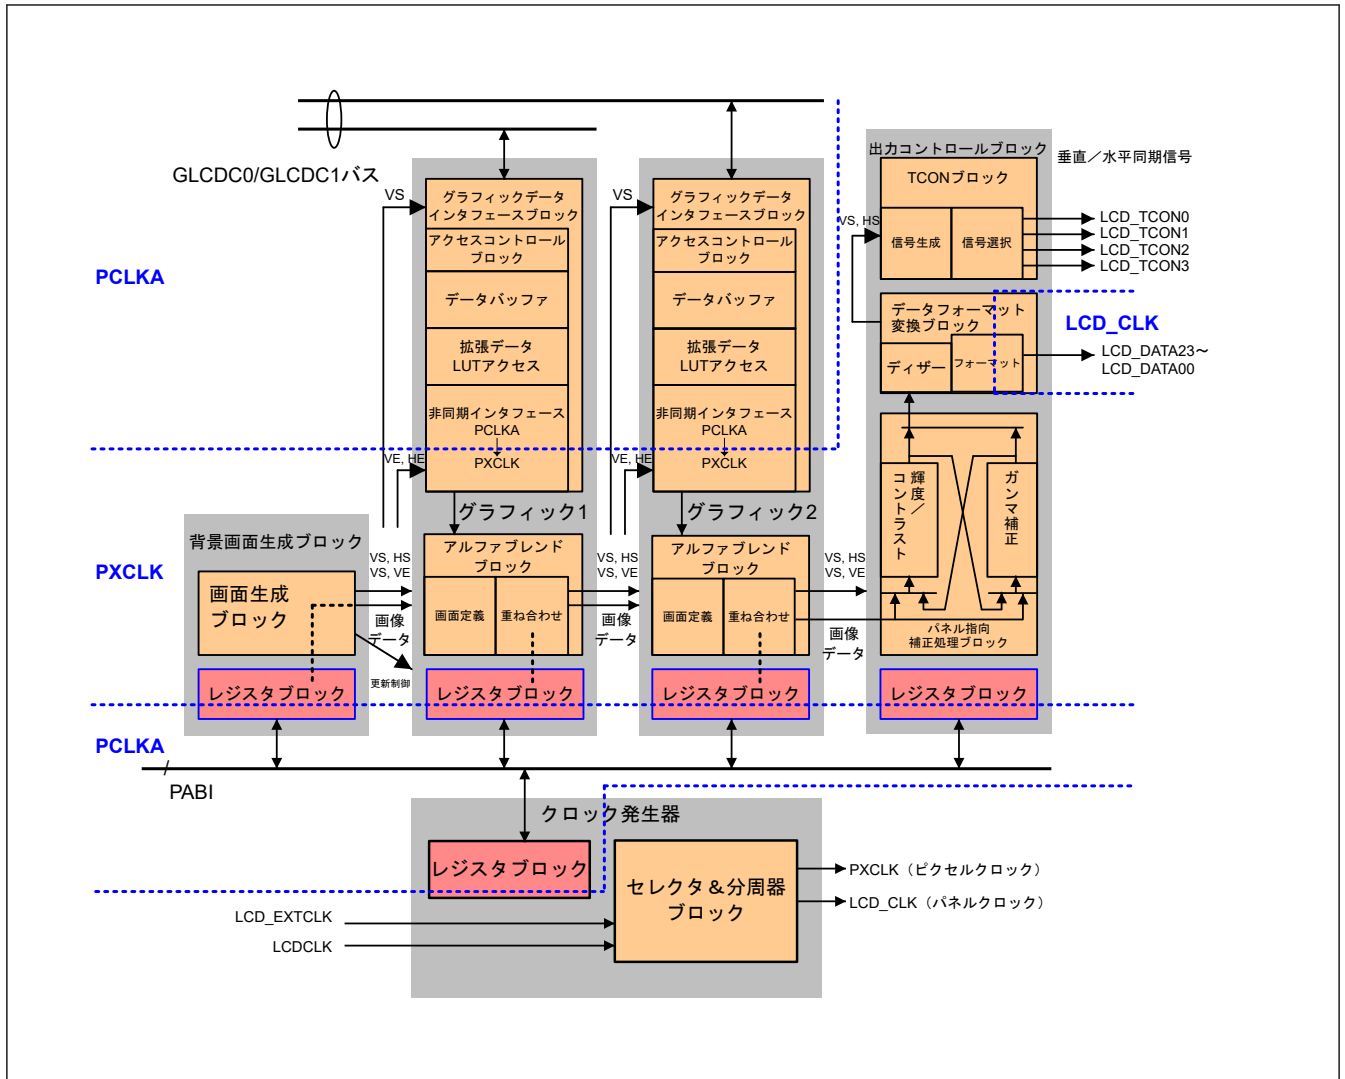 GLCDC0/GLCDC1バス
PCLKA
VS
グラフィックデータ
インタフェースブロック
アクセスコントロール
ブロック
データバッファ
拡張データ
LUTアクセス
非同期インタフェース
PCLKA
PXCLK
VE, HE
グラフィック1
VS
グラフィックデータ
インタフェースブロック
アクセスコントロール
ブロック
データバッファ
拡張データ
LUTアクセス
非同期インタフェース
PCLKA
PXCLK
VE, HE
グラフィック2
出力コントロールブロック
垂直／水平同期信号
TCONブロック
VS, HS
信号生成
信号選択
LCD_TCON0
LCD_TCON1
LCD_TCON2
LCD_TCON3
データフォーマット
変換ブロック
ディザー
フォーマット
LCD_CLK
LCD_DATA23～
LCD_DATA00
輝度／
コントラスト
ガンマ補正
パネル指向
補正処理ブロック
PXCLK
背景画面生成ブロック
画面生成
ブロック
VS, HS
VS, VE
画像
データ
更新制御
アルファブレンド
ブロック
画面定義
重ね合わせ
VS, HS
VS, VE
画像
データ
アルファブレンド
ブロック
画面定義
重ね合わせ
VS, HS
VS, VE
画像
データ
レジスタブロック
レジスタブロック
レジスタブロック
レジスタブロック
PCLKA
PABI
クロック発生器
レジスタブロック
セレクタ＆分周器
ブロック
LCD_EXTCLK
LCDCLK
PXCLK（ピクセルクロック）
LCD_CLK（パネルクロック）